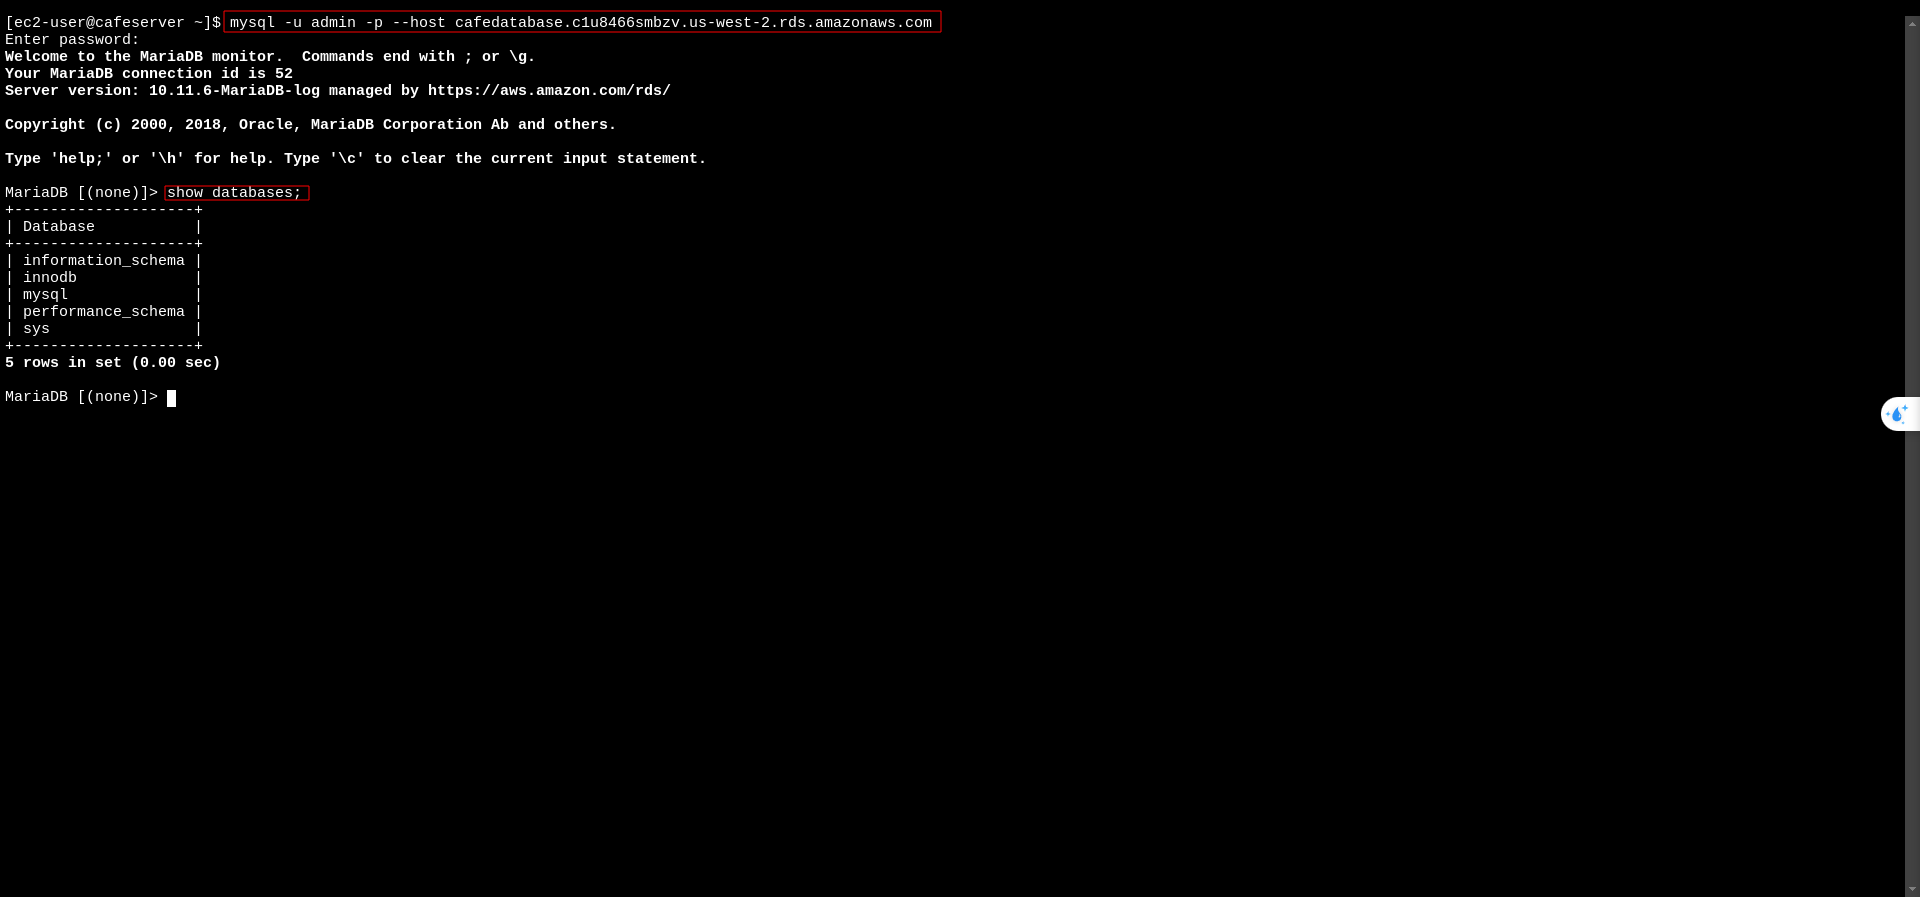 [ec2-user@cafeserver ~]$ mysql -u admin -p --host cafedatabase.c1u8466smbzv.us-west-2.rds.amazonaws.com
Enter password:
Welcome to the MariaDB monitor.  Commands end with ; or \g.
Your MariaDB connection id is 52
Server version: 10.11.6-MariaDB-log managed by https://aws.amazon.com/rds/
Copyright (c) 2000, 2018, Oracle, MariaDB Corporation Ab and others.
Type 'help;' or '\h' for help. Type '\c' to clear the current input statement.
MariaDB [(none)]> show databases;
+--------------------+
| Database           |
+--------------------+
| information_schema |
| innodb             |
| mysql              |
| performance_schema |
| sys                |
+--------------------+
5 rows in set (0.00 sec)
MariaDB [(none)]>